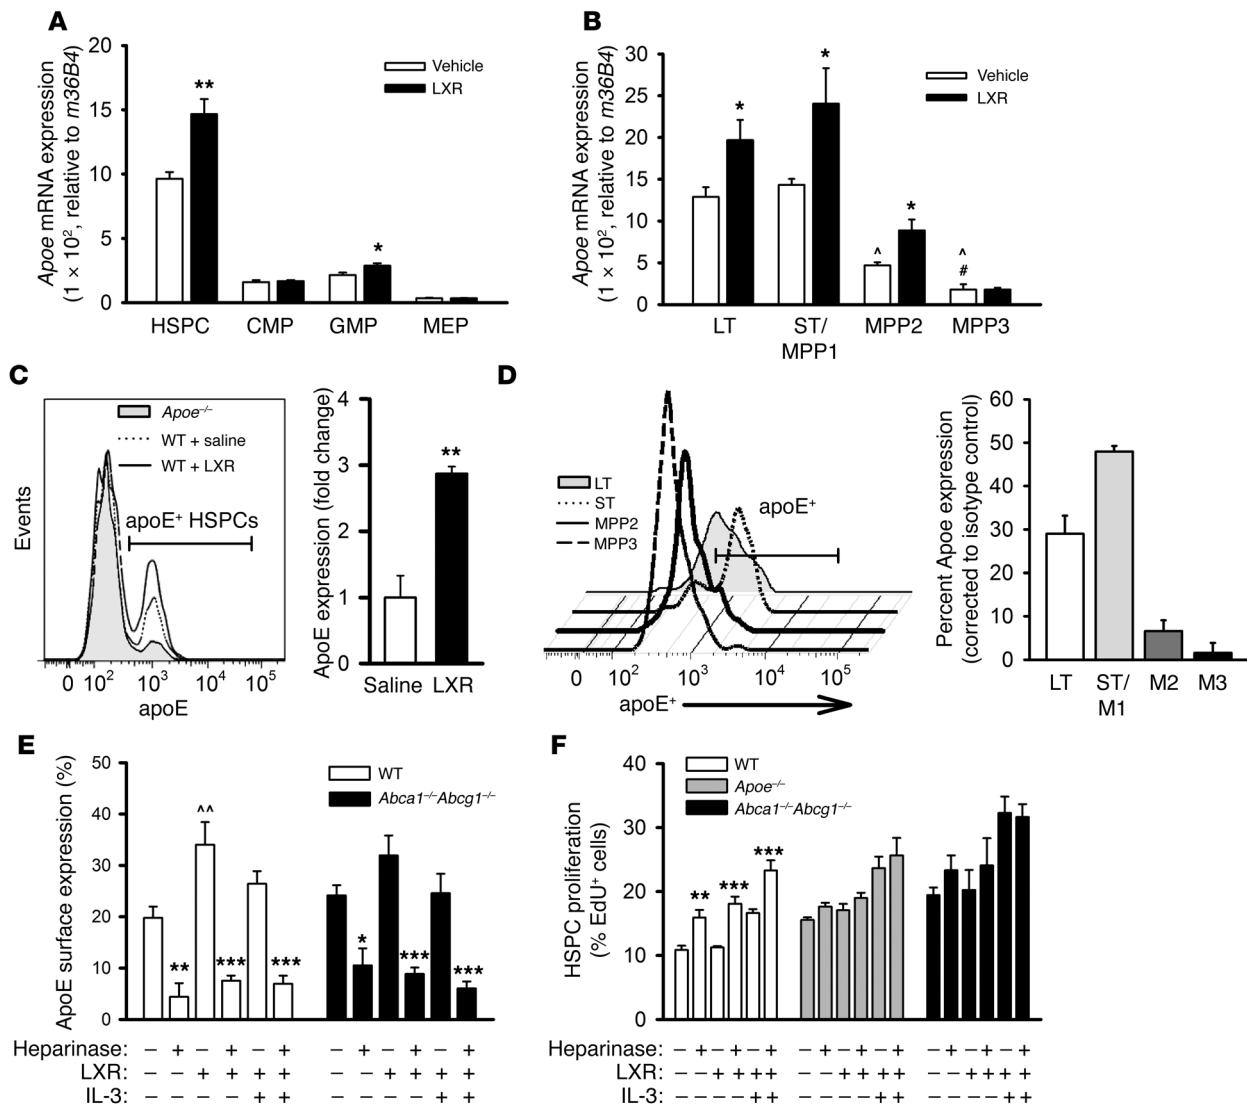 A
Apoe mRNA expression
(1 × 10², relative to m36B4)
20
15
10
5
0
Vehicle
LXR
**
*
HSPC CMP GMP MEP
B
Apoe mRNA expression
(1 × 10², relative to m36B4)
30
25
20
15
10
5
0
Vehicle
LXR
*
*
^
*
^
#
LT ST/ MPP2 MPP3
MPP1
C
Events
Apoe–/–
WT + saline
WT + LXR
apoE⁺ HSPCs
0 10² 10³ 10⁴ 10⁵
apoE
ApoE expression (fold change)
4
3
2
1
0
**
Saline LXR
D
LT
ST
MPP2
MPP3
apoE⁺
0 10² 10³ 10⁴ 10⁵
apoE⁺
Percent Apoe expression
(corrected to isotype control)
60
50
40
30
20
10
0
LT ST/ M2 M3
M1
E
ApoE surface expression (%)
50
40
30
20
10
0
WT
Abca1–/–Abcg1–/–
^^
** *** ***
* *** ***
Heparinase: – + – + – + – + – + – +
LXR: – – + + + + – – + + + +
IL-3: – – – – + + – – – – + +
F
HSPC proliferation
(% EdU⁺ cells)
40
30
20
10
0
WT
Apoe–/–
Abca1–/–Abcg1–/–
** *** ***
Heparinase: – + – + – + – + – + – + – + – + – +
LXR: – – + + + + – – + + + + – – + + + +
IL-3: – – – – + + – – – – + + – – – – + +